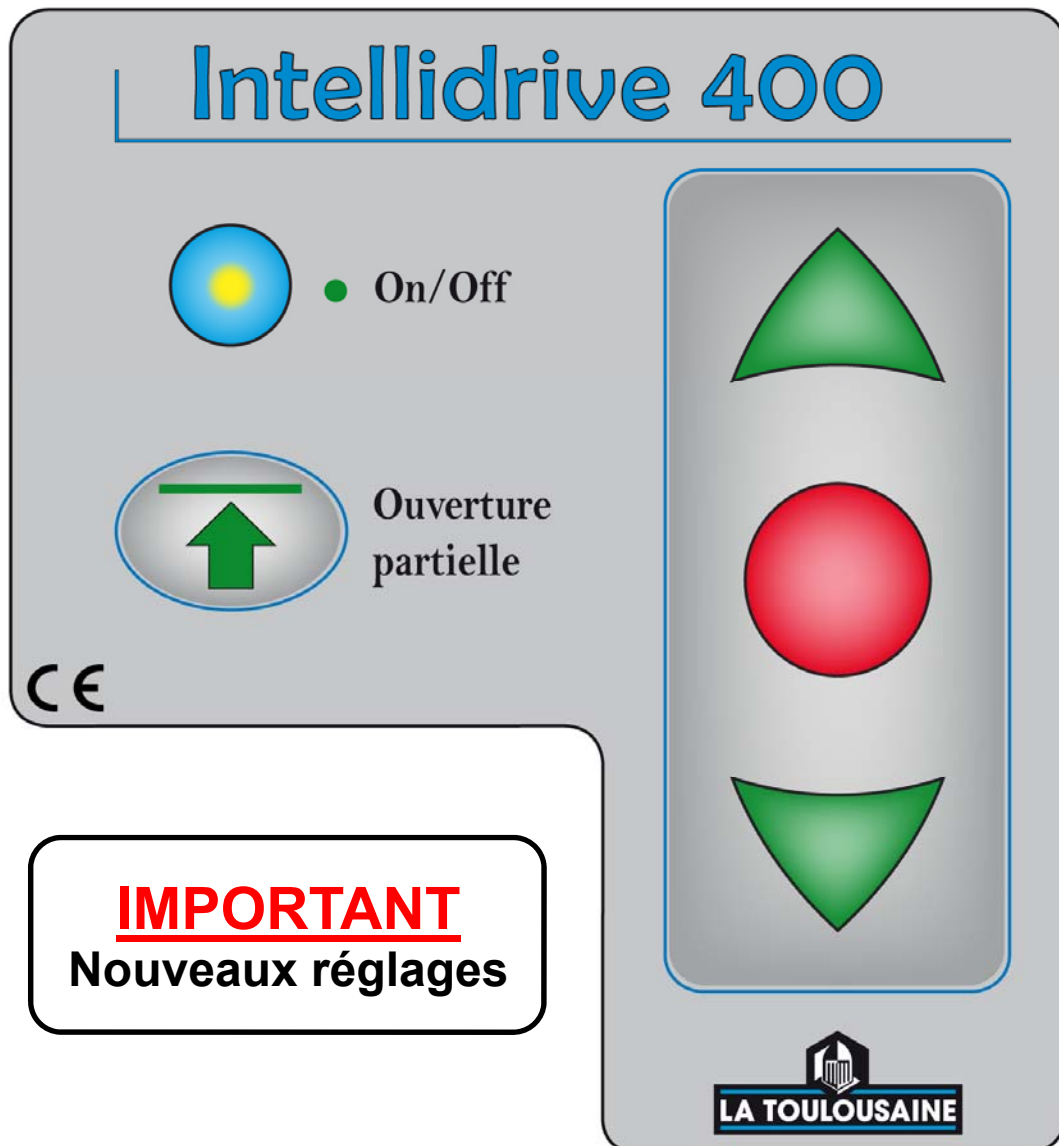 Intellidrive 400
On/Off
Ouverture
partielle
CE
IMPORTANT
Nouveaux réglages
LA TOULOUSAINE